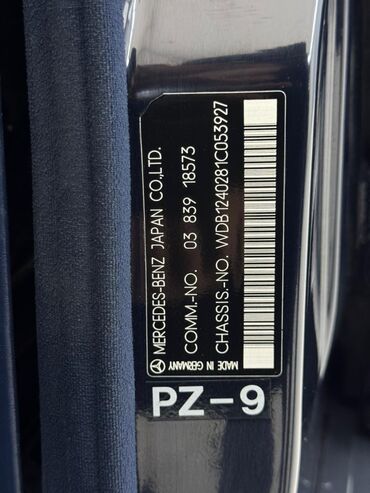 MERCEDES-BENZ JAPAN CO.,LTD.
COMM.-NO. 03 839 18573
CHASSIS.-NO. WDB1240281C053927
MADE IN GERMANY
PZ-9